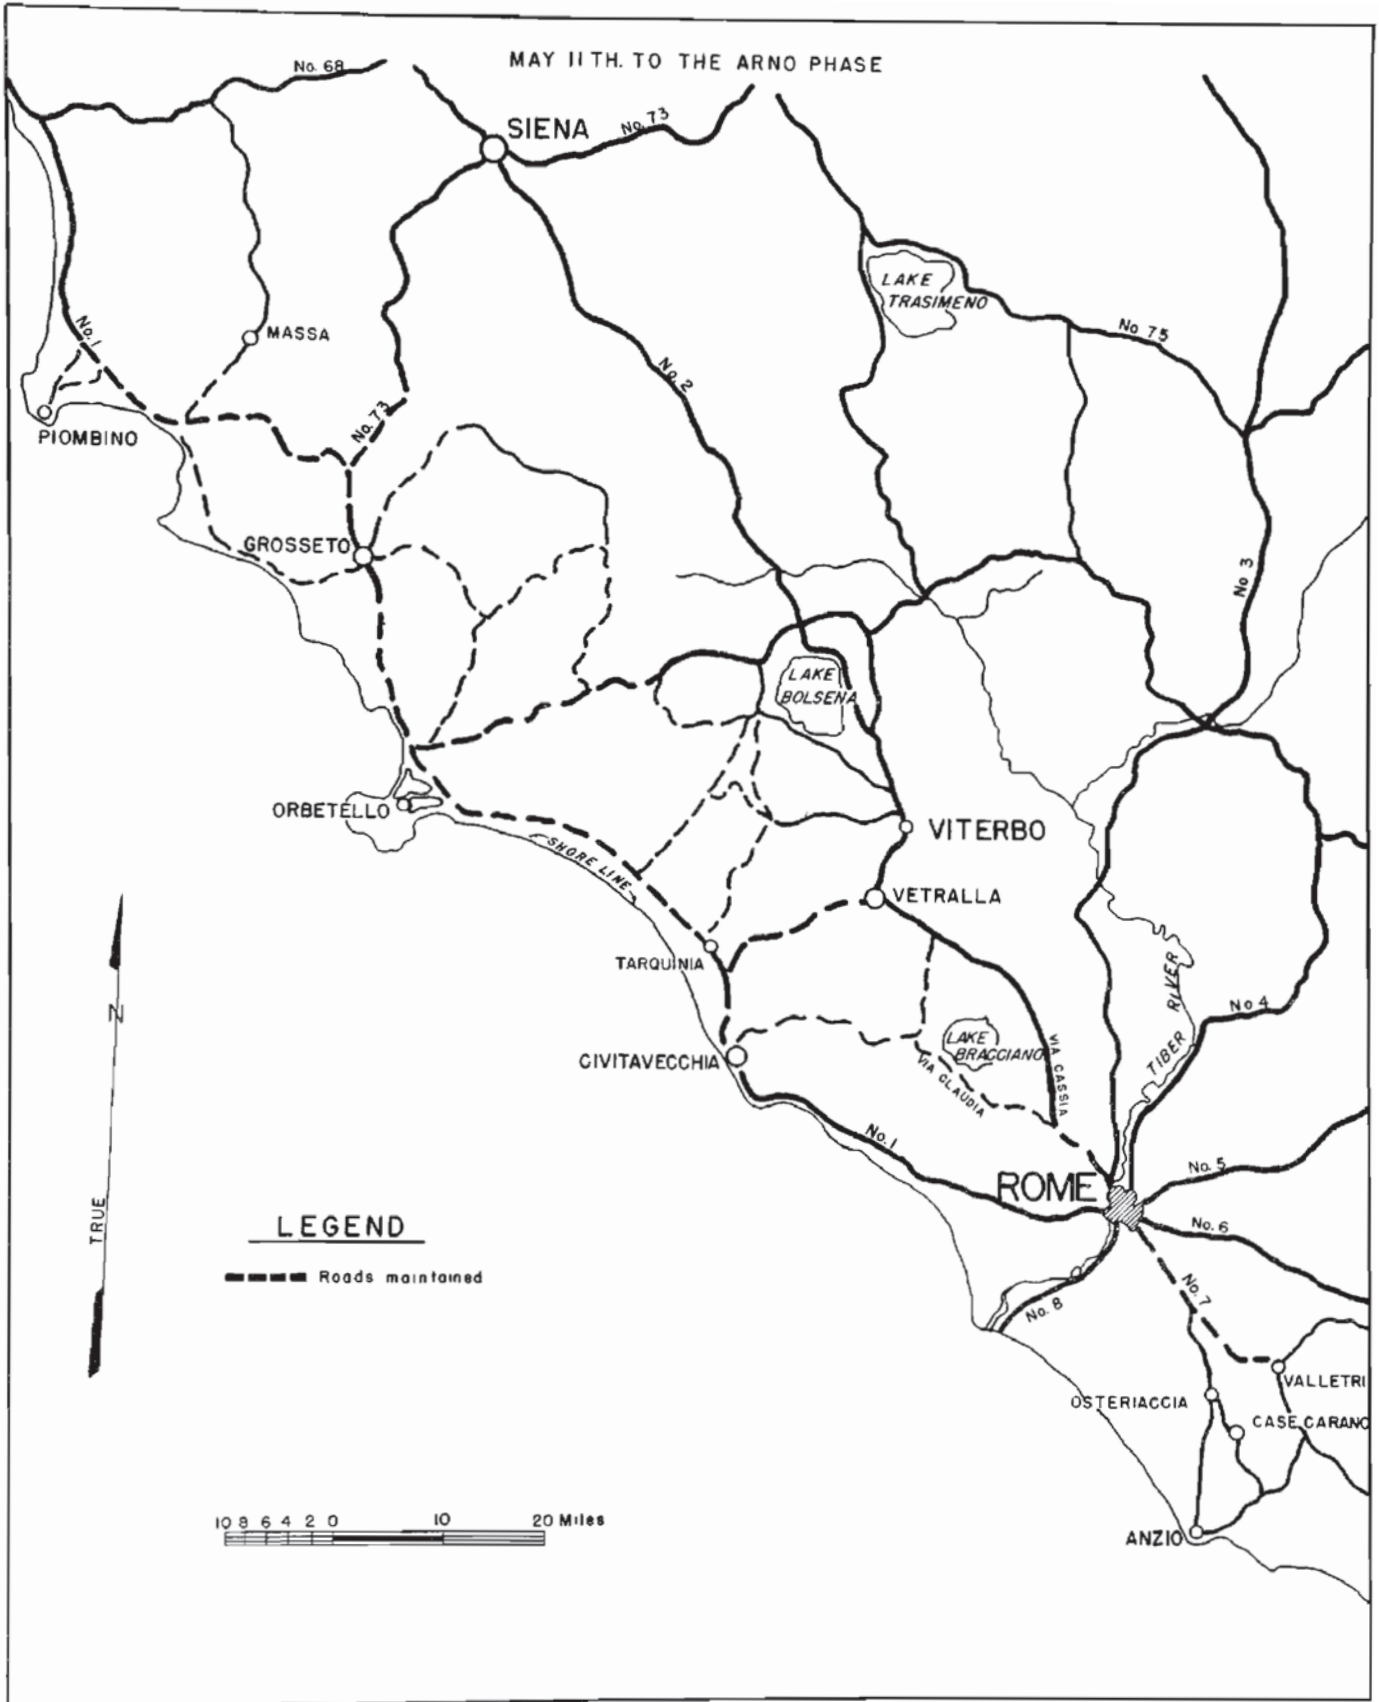 MAY 11TH. TO THE ARNO PHASE
No. 68
SIENA
No. 73
LAKE
TRASIMENO
No. 1
MASSA
No 75
No. 2
PIOMBINO
No. 73
GROSSETO
No 3
LAKE
BOLSENA
ORBETELLO
VITERBO
SHORE LINE
VETRALLA
TARQUINIA
TIBER RIVER
No 4
N
TRUE
LAKE
BRACCIANO
CIVITAVECCHIA
VIA CLAUDIA
VIA CASSIA
No. 1
ROME
No. 5
No. 6
LEGEND
Roads maintained
No. 7
No. 8
VALLETRI
OSTERIACCIA
CASE CARANO
10 8 6 4 2 0 10 20 Miles
ANZIO